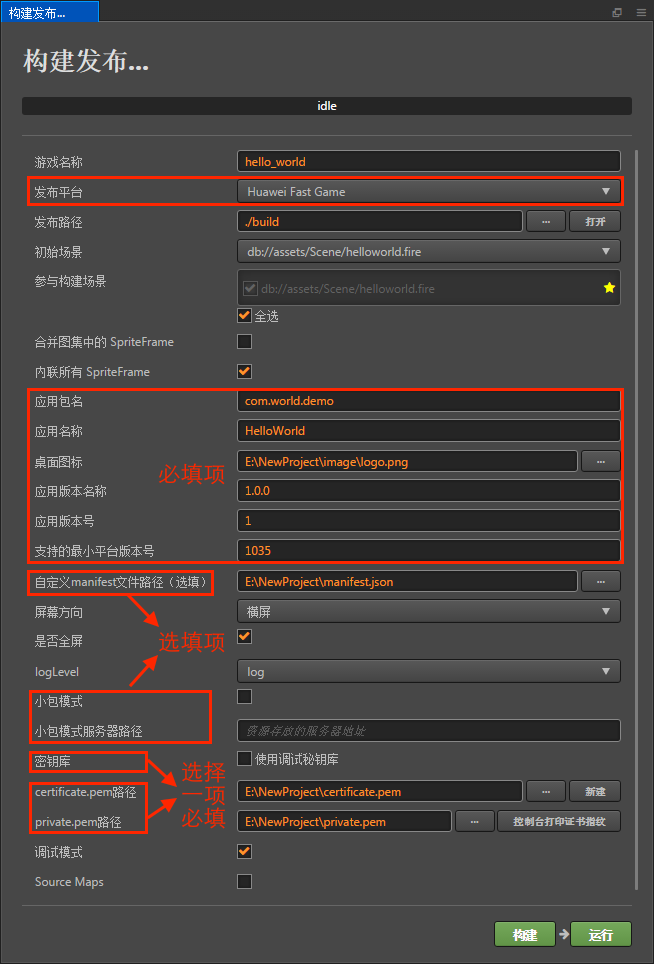 构建发布...
构建发布...
idle
游戏名称 hello_world
发布平台 Huawei Fast Game
发布路径 ./build ... 打开
初始场景 db://assets/Scene/helloworld.fire
参与构建场景 db://assets/Scene/helloworld.fire
全选
合并图集中的 SpriteFrame
内联所有 SpriteFrame
应用包名 com.world.demo
应用名称 HelloWorld
桌面图标 E:\NewProject\image\logo.png ...
必填项
应用版本名称 1.0.0
应用版本号 1
支持的最小平台版本号 1035
自定义manifest文件路径（选填） E:\NewProject\manifest.json ...
屏幕方向 横屏
是否全屏
选填项
logLevel log
小包模式
小包模式服务器路径 资源存放的服务器地址
密钥库 使用调试秘钥库
选择
一项
必填
certificate.pem路径 E:\NewProject\certificate.pem ... 新建
private.pem路径 E:\NewProject\private.pem ... 控制台打印证书指纹
调试模式
Source Maps
构建 运行